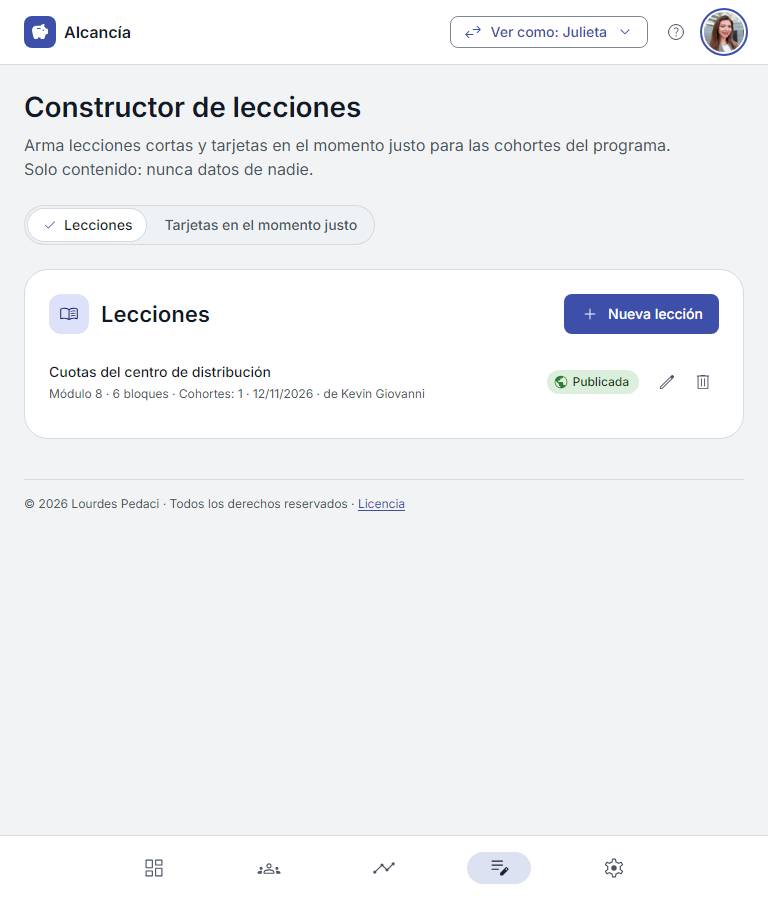 Alcancía
Ver como: Julieta
Constructor de lecciones
Arma lecciones cortas y tarjetas en el momento justo para las cohortes del programa.
Solo contenido: nunca datos de nadie.
Lecciones
Tarjetas en el momento justo
Lecciones
Nueva lección
Cuotas del centro de distribución
Módulo 8 · 6 bloques · Cohortes: 1 · 12/11/2026 · de Kevin Giovanni
Publicada
© 2026 Lourdes Pedaci · Todos los derechos reservados · Licencia